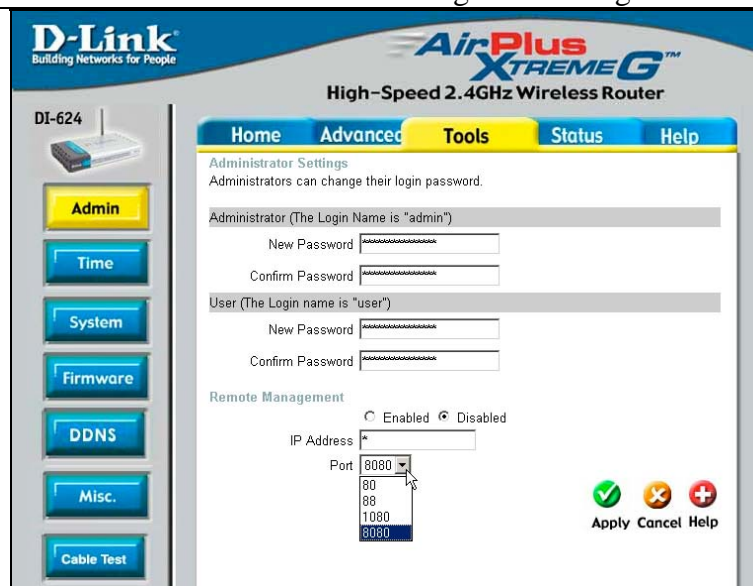 D-Link
Building Networks for People
AirPlus
XTREME G™
High-Speed 2.4GHz Wireless Router
DI-624
Home Advanced Tools Status Help
Admin
Time
System
Firmware
DDNS
Misc.
Cable Test
Administrator Settings
Administrators can change their login password.
Administrator (The Login Name is "admin")
New Password ***************
Confirm Password ***************
User (The Login name is "user")
New Password ***************
Confirm Password ***************
Remote Management
Enabled Disabled
IP Address *
Port 8080
80
88
1080
8080
Apply Cancel Help